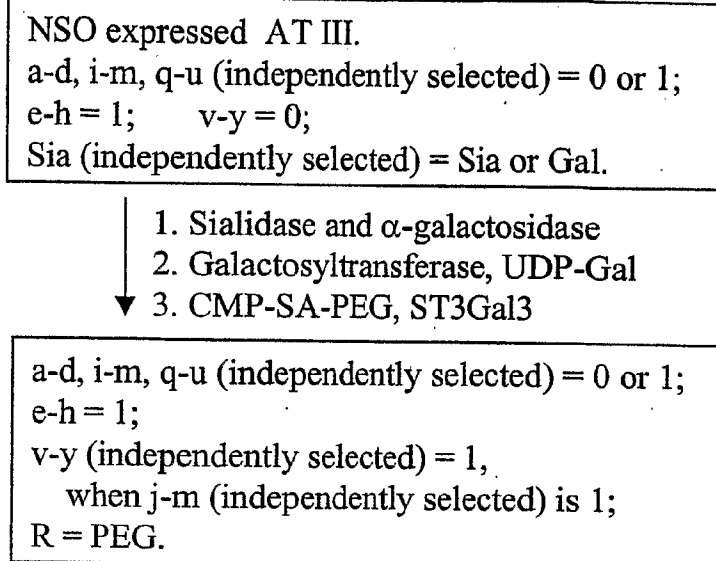 NSO expressed AT III.
a-d, i-m, q-u (independently selected) = 0 or 1;
e-h = 1; v-y = 0;
Sia (independently selected) = Sia or Gal.
1. Sialidase and α-galactosidase
2. Galactosyltransferase, UDP-Gal
3. CMP-SA-PEG, ST3Gal3
a-d, i-m, q-u (independently selected) = 0 or 1;
e-h = 1;
v-y (independently selected) = 1,
when j-m (independently selected) is 1;
R = PEG.